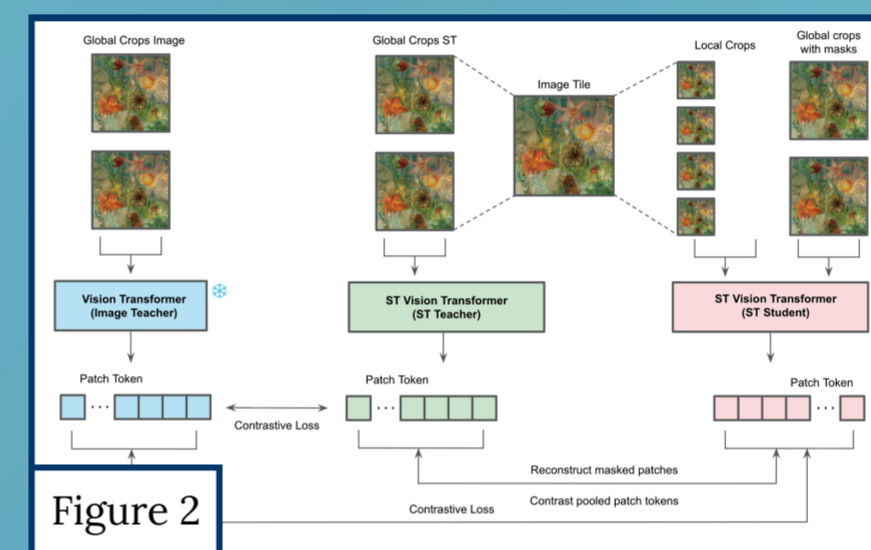 Global Crops Image
Global Crops ST
Image Tile
Local Crops
Global crops
with masks
Vision Transformer
(Image Teacher)
ST Vision Transformer
(ST Teacher)
ST Vision Transformer
(ST Student)
Patch Token
Patch Token
Patch Token
...
...
...
Contrastive Loss
Reconstruct masked patches
Contrast pooled patch tokens
Contrastive Loss
Figure 2